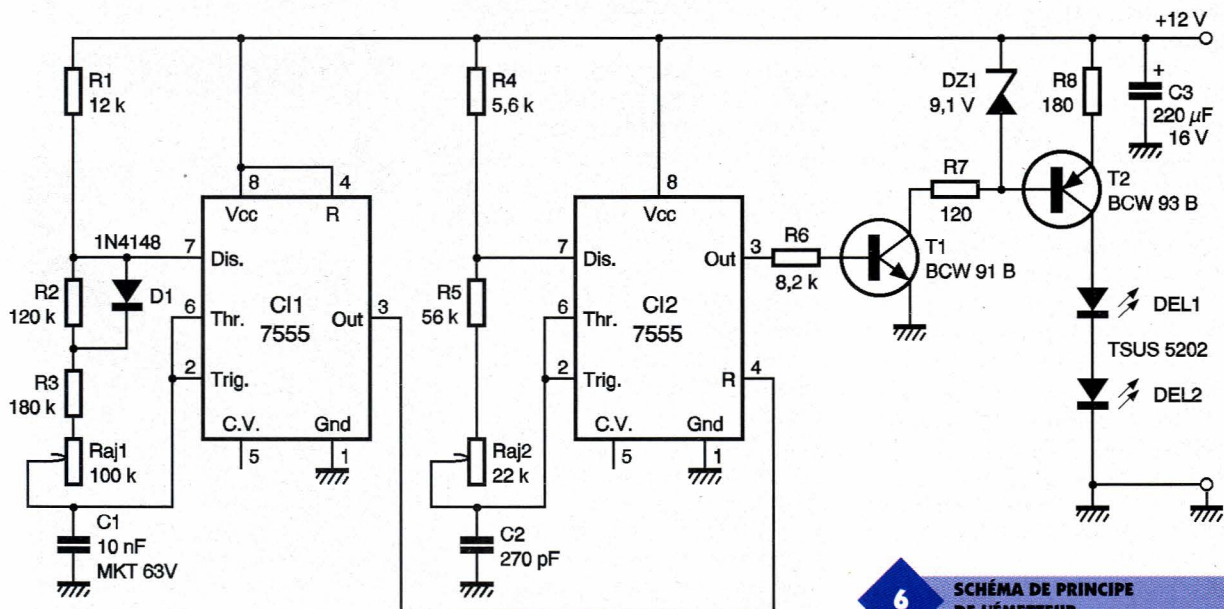 +12 V
R1
12 k
R4
5,6 k
DZ1
9,1 V
R8
180
+
C3
220 µF
16 V
8
4
Vcc
R
8
Vcc
R7
120
T2
BCW 93 B
1N4148
7
Dis.
D1
R2
120 k
6
Thr.
CI1
7555
Out
3
R3
180 k
2
Trig.
C.V.
Gnd
5
1
Raj1
100 k
C1
10 nF
MKT 63V
7
Dis.
Out
3
R6
8,2 k
T1
BCW 91 B
R5
56 k
6
Thr.
CI2
7555
2
Trig.
R
4
C.V.
Gnd
5
1
Raj2
22 k
C2
270 pF
DEL1
TSUS 5202
DEL2
6
SCHÉMA DE PRINCIPE
DE L'ÉMETTEUR